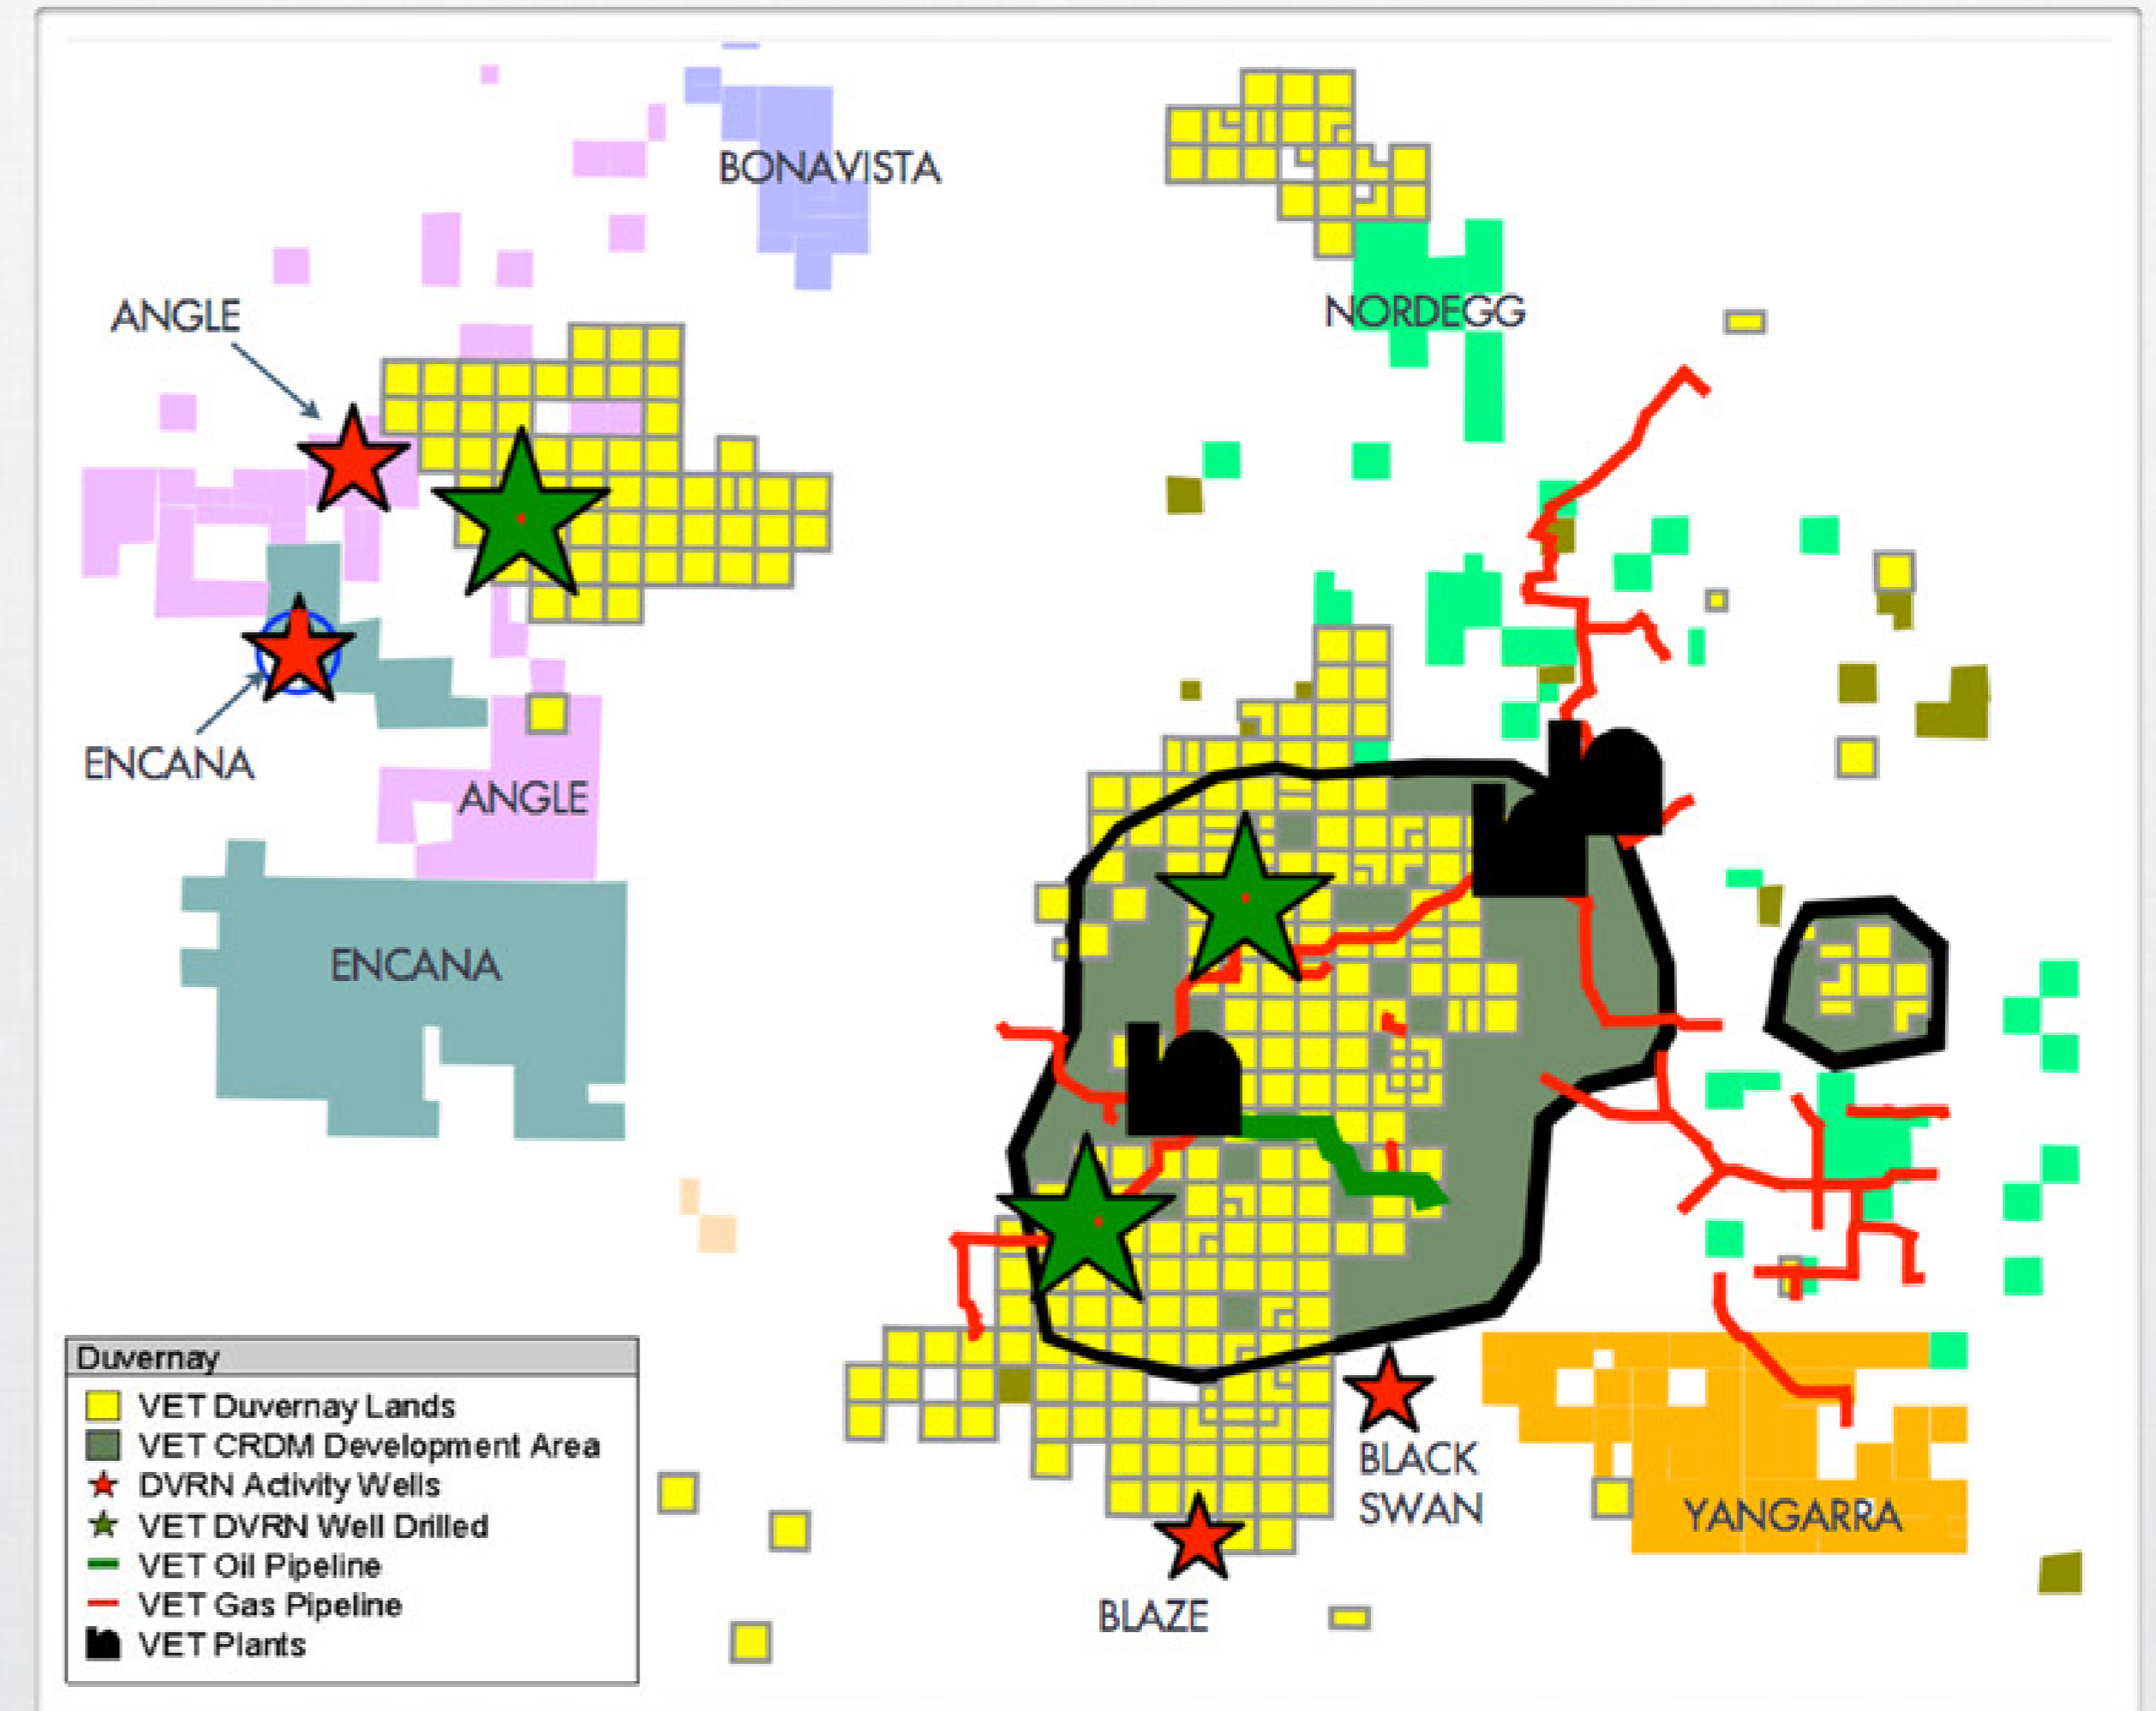 BONAVISTA
NORDEGG
ANGLE
ENCANA
ANGLE
ENCANA
BLACK
SWAN
YANGARRA
BLAZE
Duvernay
VET Duvernay Lands
VET CRDM Development Area
DVRN Activity Wells
VET DVRN Well Drilled
VET Oil Pipeline
VET Gas Pipeline
VET Plants